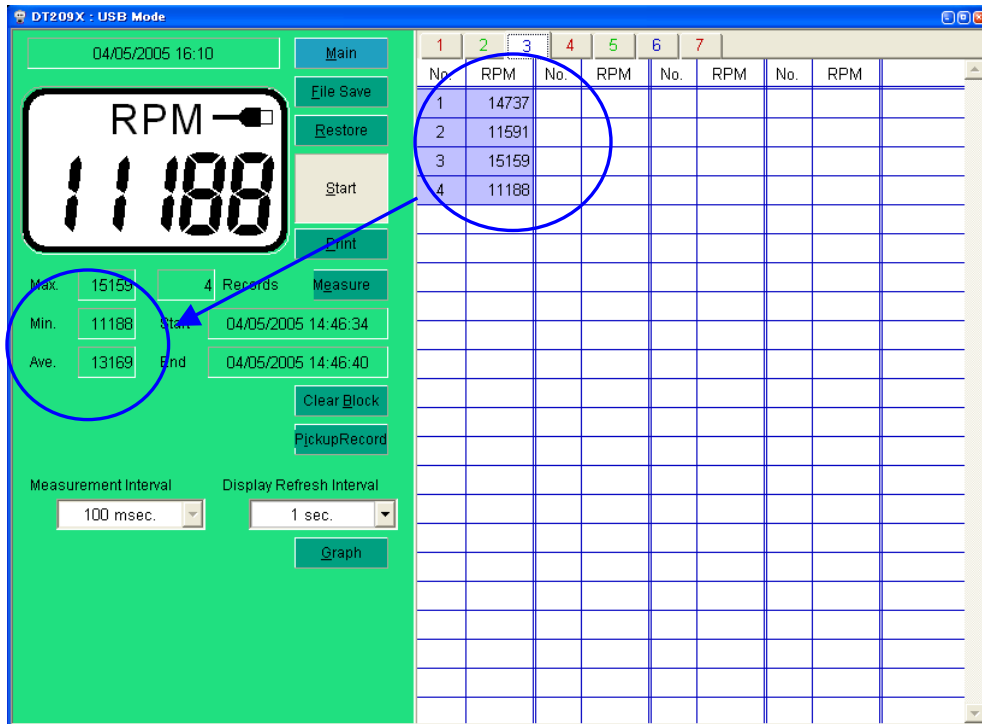 DT209X : USB Mode
04/05/2005 16:10
Main
File Save
Restore
Start
Print
RPM
11188
Max. 15159 4 Records Measure
Min. 11188 Start 04/05/2005 14:46:34
Ave. 13169 End 04/05/2005 14:46:40
Clear Block
PickupRecord
Measurement Interval Display Refresh Interval
100 msec. 1 sec.
Graph
1 2 3 4 5 6 7
No. RPM No. RPM No. RPM No. RPM
1 14737
2 11591
3 15159
4 11188